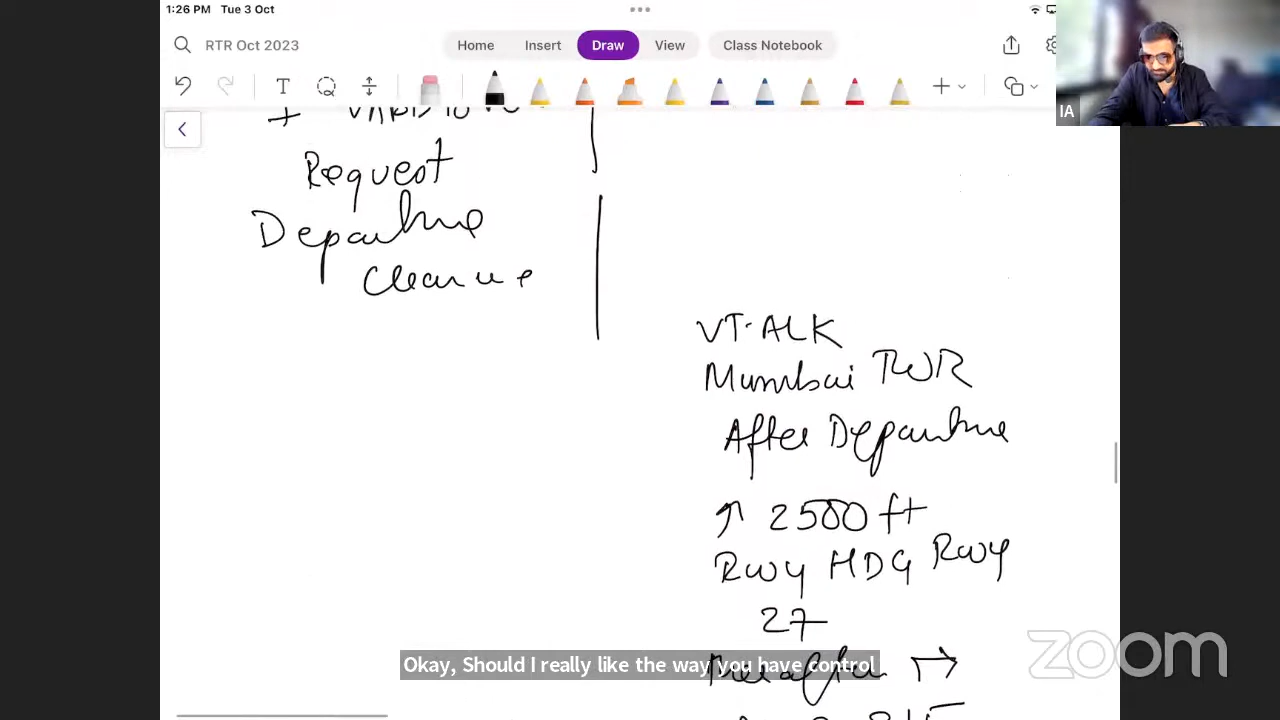 1:26 PM Tue 3 Oct
RTR Oct 2023
Home Insert Draw View Class Notebook
IA
Request
Departure
VT-ALK
Mumbai TWR
After Departure
↑ 2500 ft
Rwy HDG Rwy
27
Okay, Should I really like the way you have control
zoom